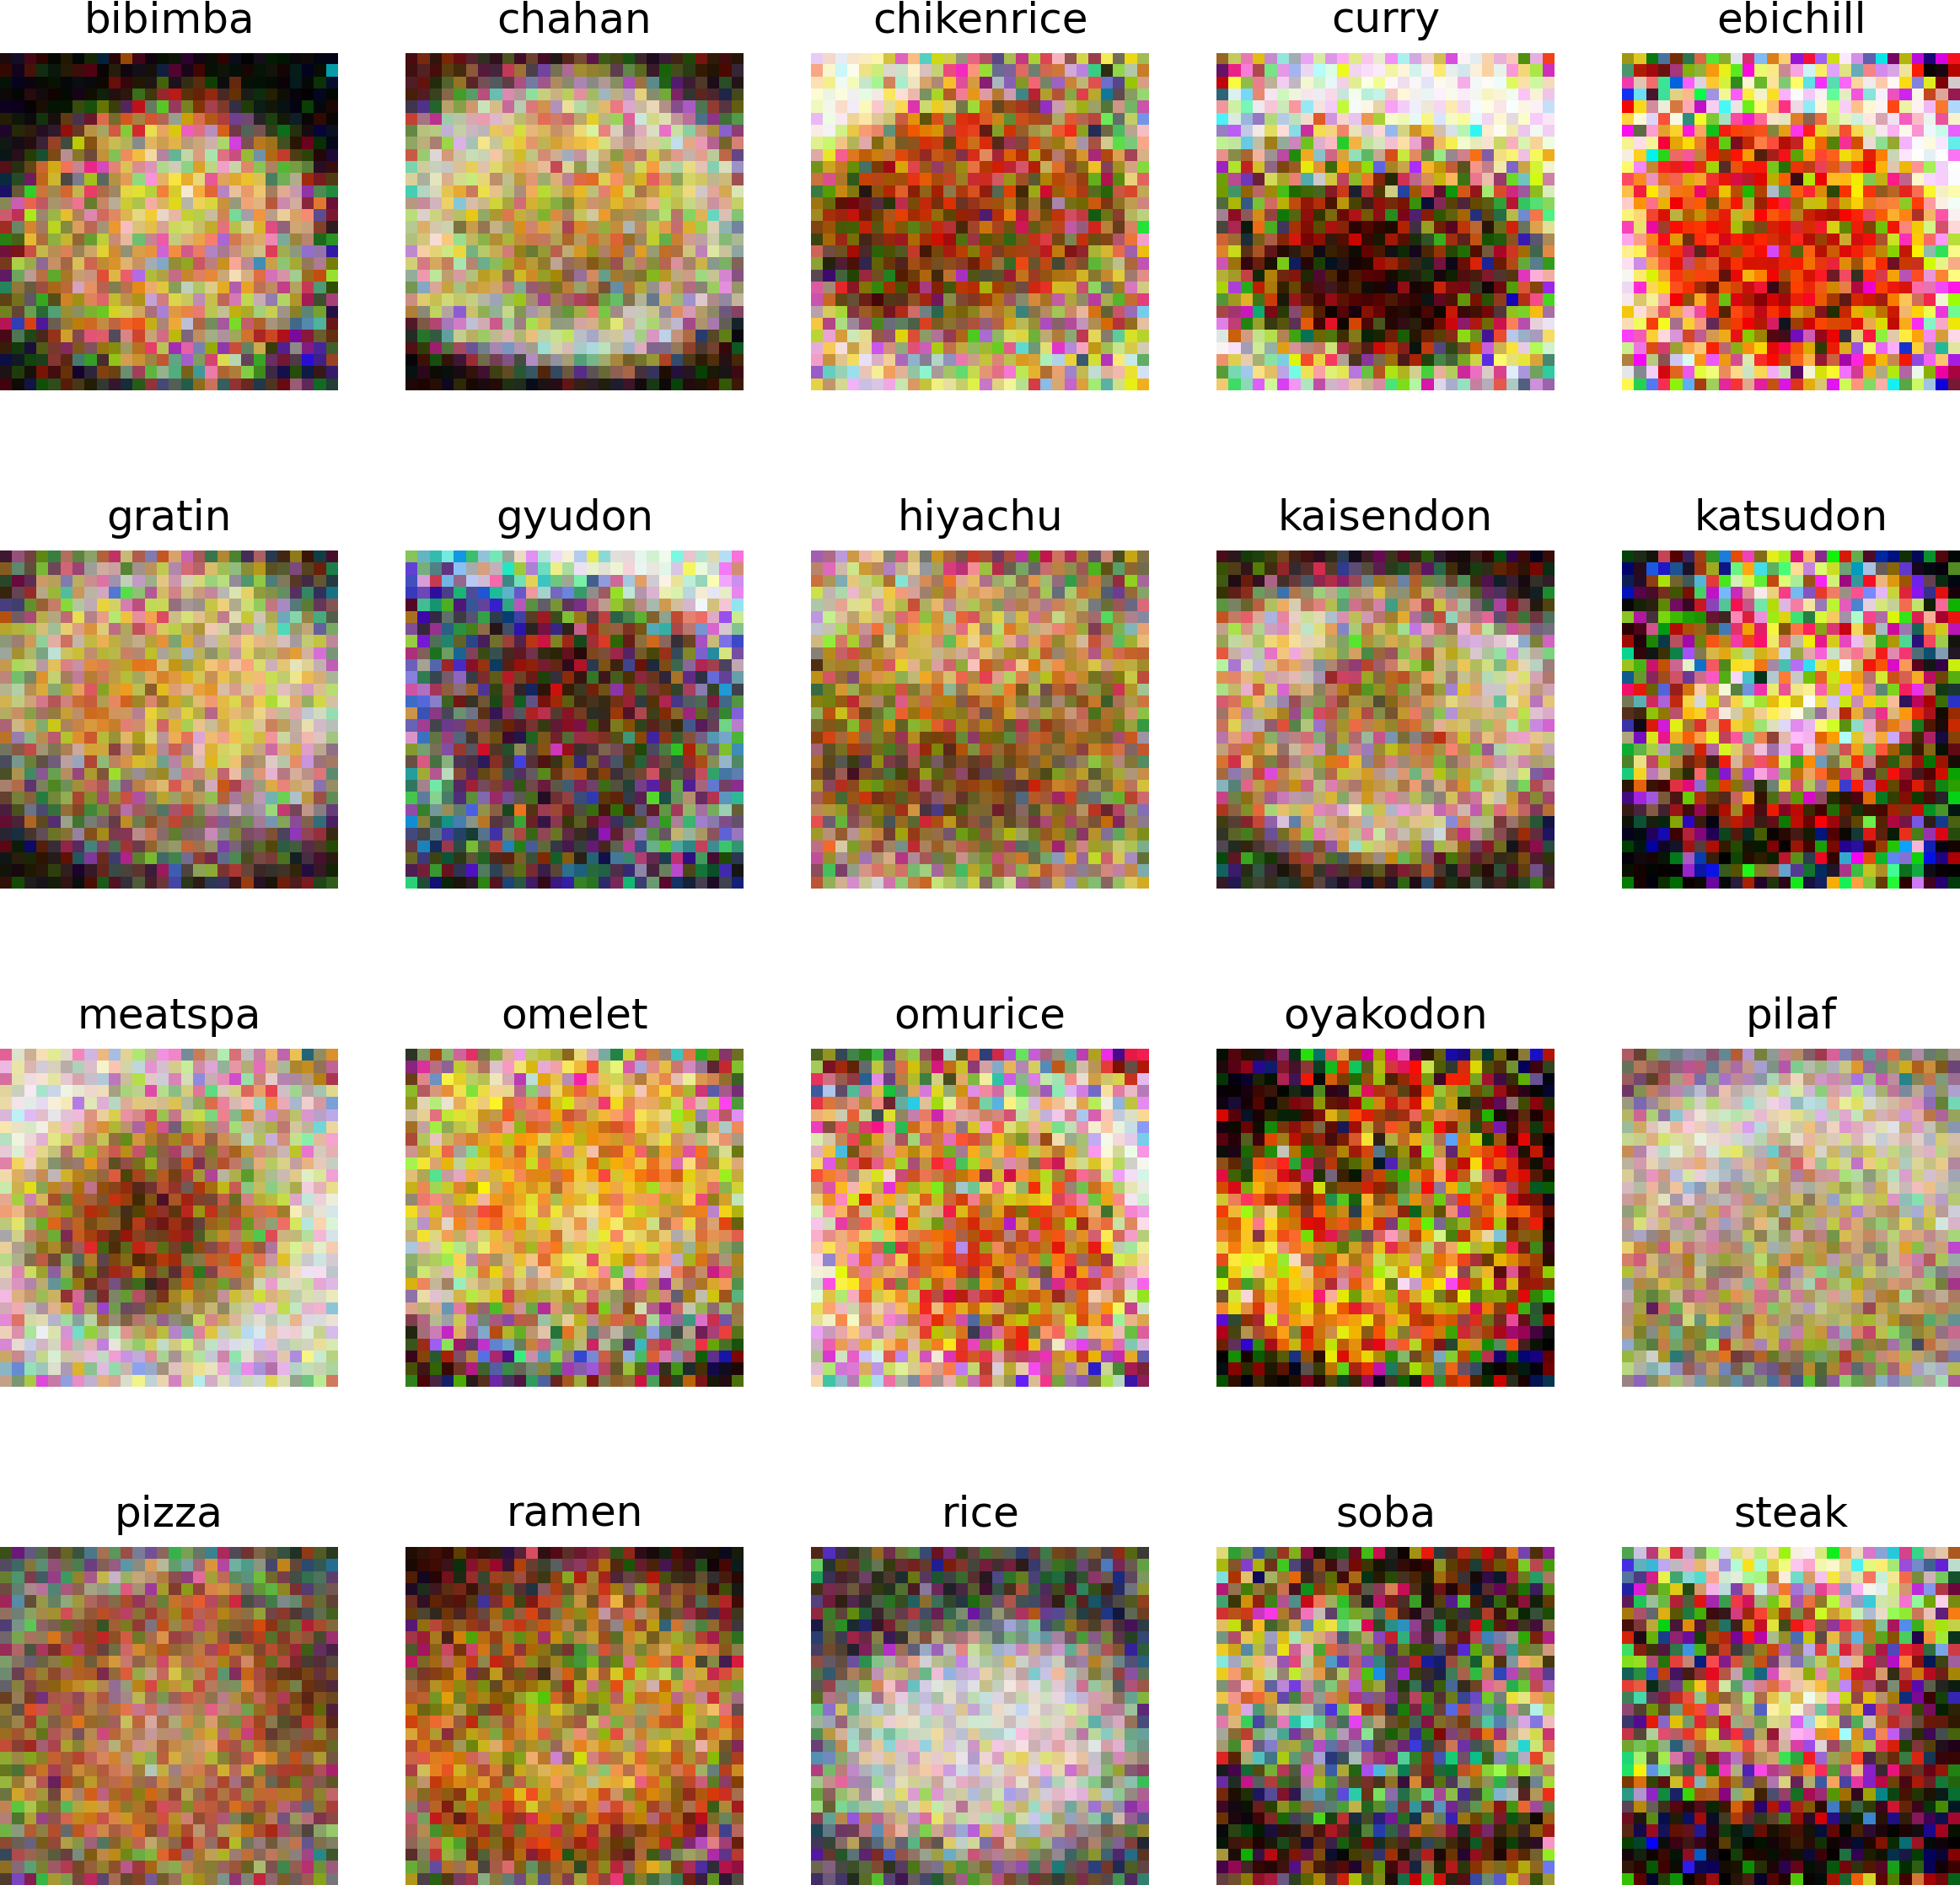 bibimba chahan chikenrice curry ebichill
gratin gyudon hiyachu kaisendon katsudon
meatspa omelet omurice oyakodon pilaf
pizza ramen rice soba steak